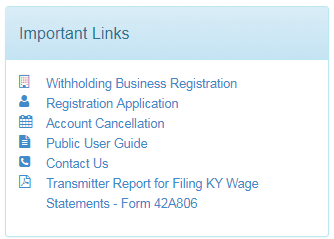 Important Links
Withholding Business Registration
Registration Application
Account Cancellation
Public User Guide
Contact Us
Transmitter Report for Filing KY Wage
Statements - Form 42A806